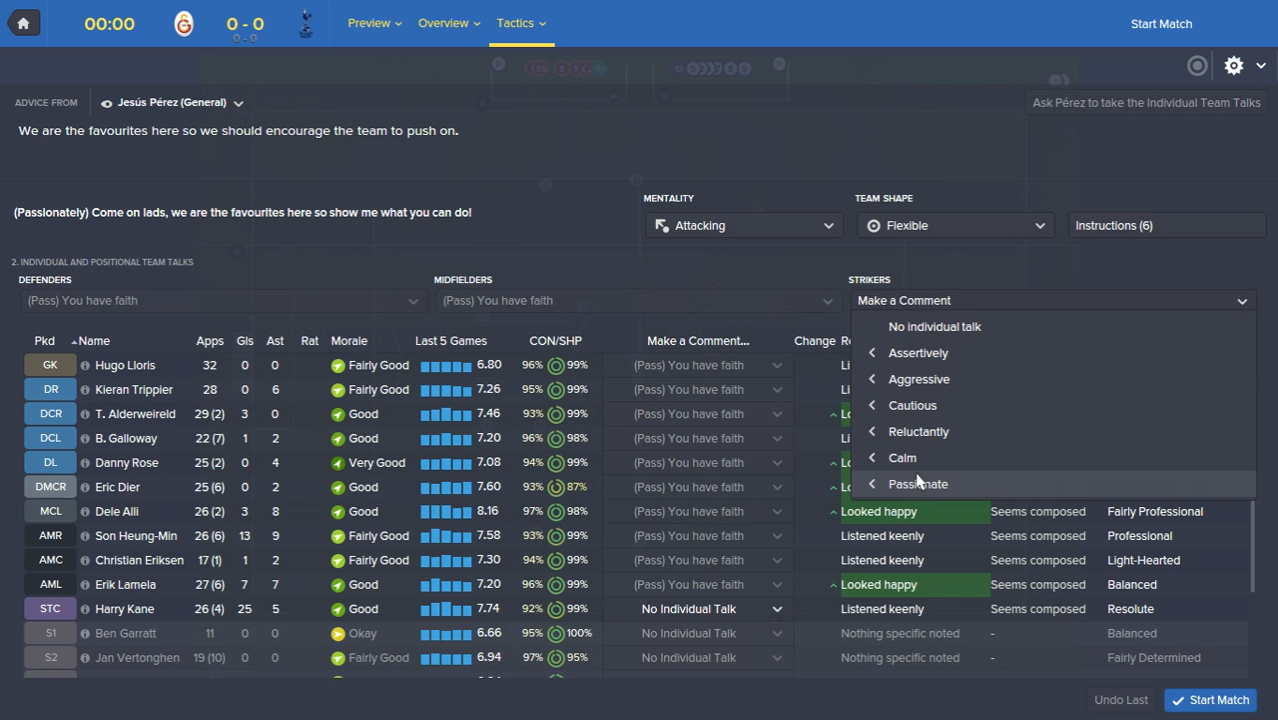 00:00 0 - 0 Preview Overview Tactics Start Match
0 - 0
ADVICE FROM Jesús Pérez (General) Ask Pérez to take the Individual Team Talks
We are the favourites here so we should encourage the team to push on.
MENTALITY TEAM SHAPE
(Passionately) Come on lads, we are the favourites here so show me what you can do!
Attacking Flexible Instructions (6)
2. INDIVIDUAL AND POSITIONAL TEAM TALKS
DEFENDERS MIDFIELDERS STRIKERS
(Pass) You have faith (Pass) You have faith Make a Comment
No individual talk
Assertively
Aggressive
Cautious
Reluctantly
Calm
Passionate
Pkd Name Apps Gls Ast Rat Morale Last 5 Games CON/SHP Make a Comment... Change
GK Hugo Lloris 32 0 0 Fairly Good 6.80 96% 99% (Pass) You have faith
DR Kieran Trippier 28 0 6 Fairly Good 7.26 95% 99% (Pass) You have faith
DCR T. Alderweireld 29 (2) 3 0 Good 7.46 93% 99% (Pass) You have faith
DCL B. Galloway 22 (7) 1 2 Good 7.20 96% 98% (Pass) You have faith
DL Danny Rose 25 (2) 0 4 Very Good 7.08 94% 99% (Pass) You have faith
DMCR Eric Dier 25 (6) 0 2 Good 7.60 93% 87% (Pass) You have faith
MCL Dele Alli 26 (2) 3 8 Good 8.16 97% 98% (Pass) You have faith Looked happy Seems composed Fairly Professional
AMR Son Heung-Min 26 (6) 13 9 Fairly Good 7.58 93% 99% (Pass) You have faith Listened keenly Seems composed Professional
AMC Christian Eriksen 17 (1) 1 2 Fairly Good 7.30 94% 99% (Pass) You have faith Listened keenly Seems composed Light-Hearted
AML Erik Lamela 27 (6) 7 7 Good 7.20 96% 99% (Pass) You have faith Looked happy Seems composed Balanced
STC Harry Kane 26 (4) 25 5 Good 7.74 92% 99% No Individual Talk Listened keenly Seems composed Resolute
S1 Ben Garratt 11 0 0 Okay 6.66 95% 100% No Individual Talk Nothing specific noted - Balanced
S2 Jan Vertonghen 19 (10) 0 0 Fairly Good 6.94 97% 95% No Individual Talk Nothing specific noted - Fairly Determined
Undo Last Start Match